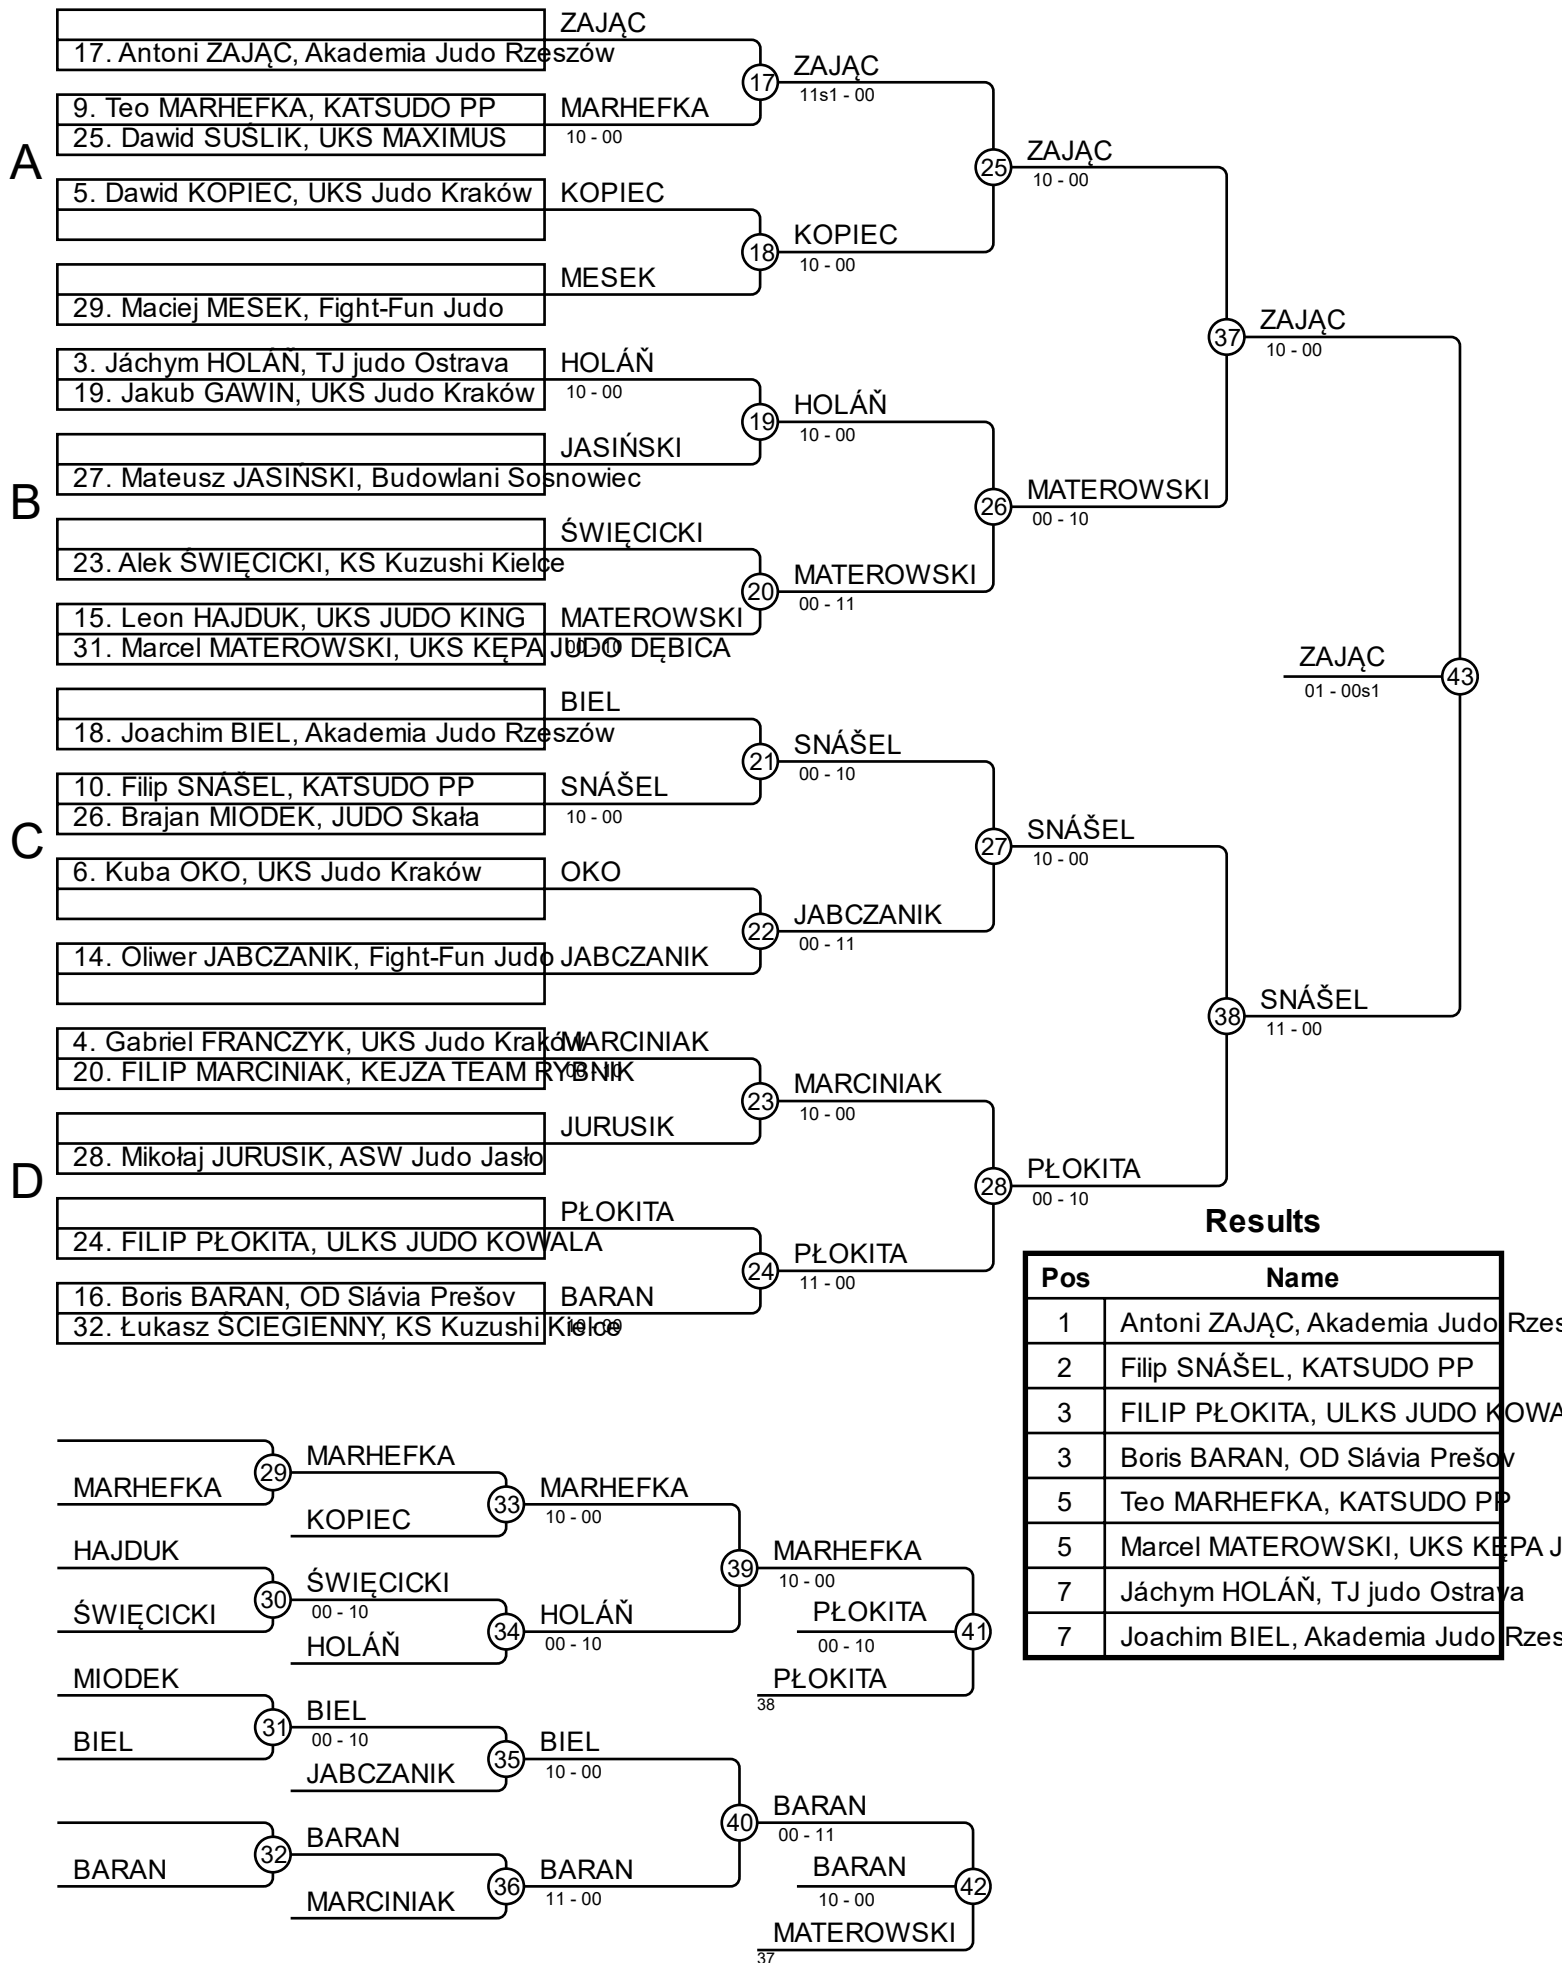 ZAJĄC
17. Antoni ZAJĄC, Akademia Judo Rzeszów
17
ZAJĄC
11s1 - 00
9. Teo MARHEFKA, KATSUDO PP
MARHEFKA
25. Dawid SUŚLIK, UKS MAXIMUS
10 - 00
A
25
ZAJĄC
10 - 00
5. Dawid KOPIEC, UKS Judo Kraków
KOPIEC
18
KOPIEC
10 - 00
MESEK
29. Maciej MESEK, Fight-Fun Judo
37
ZAJĄC
10 - 00
3. Jáchym HOLÁŇ, TJ judo Ostrava
HOLÁŇ
19. Jakub GAWIN, UKS Judo Kraków
10 - 00
19
HOLÁŇ
10 - 00
JASIŃSKI
27. Mateusz JASIŃSKI, Budowlani Sosnowiec
B
26
MATEROWSKI
00 - 10
ŚWIĘCICKI
23. Alek ŚWIĘCICKI, KS Kuzushi Kielce
20
MATEROWSKI
00 - 11
15. Leon HAJDUK, UKS JUDO KING
MATEROWSKI
31. Marcel MATEROWSKI, UKS KĘPA JUDO DĘBICA
00 - 10
ZAJĄC
01 - 00s1
43
BIEL
18. Joachim BIEL, Akademia Judo Rzeszów
21
SNÁŠEL
00 - 10
10. Filip SNÁŠEL, KATSUDO PP
SNÁŠEL
26. Brajan MIODEK, JUDO Skała
10 - 00
C
27
SNÁŠEL
10 - 00
6. Kuba OKO, UKS Judo Kraków
OKO
22
JABCZANIK
00 - 11
14. Oliwer JABCZANIK, Fight-Fun Judo
JABCZANIK
38
SNÁŠEL
11 - 00
4. Gabriel FRANCZYK, UKS Judo Kraków
MARCINIAK
20. FILIP MARCINIAK, KEJZA TEAM RYBNIK
00 - 10
23
MARCINIAK
10 - 00
JURUSIK
28. Mikołaj JURUSIK, ASW Judo Jasło
D
28
PŁOKITA
00 - 10
PŁOKITA
24. FILIP PŁOKITA, ULKS JUDO KOWALA
24
PŁOKITA
11 - 00
16. Boris BARAN, OD Slávia Prešov
BARAN
32. Łukasz ŚCIEGIENNY, KS Kuzushi Kielce
10 - 00
Results
Pos Name
1 Antoni ZAJĄC, Akademia Judo Rzes
2 Filip SNÁŠEL, KATSUDO PP
3 FILIP PŁOKITA, ULKS JUDO KOWA
3 Boris BARAN, OD Slávia Prešov
5 Teo MARHEFKA, KATSUDO PP
5 Marcel MATEROWSKI, UKS KĘPA J
7 Jáchym HOLÁŇ, TJ judo Ostrava
7 Joachim BIEL, Akademia Judo Rzes
MARHEFKA
29
MARHEFKA
KOPIEC
33
MARHEFKA
10 - 00
HAJDUK
ŚWIĘCICKI
30
ŚWIĘCICKI
00 - 10
HOLÁŇ
34
HOLÁŇ
00 - 10
39
MARHEFKA
10 - 00
PŁOKITA
00 - 10
41
PŁOKITA
38
MIODEK
BIEL
31
BIEL
00 - 10
JABCZANIK
35
BIEL
10 - 00
BARAN
32
BARAN
MARCINIAK
36
BARAN
11 - 00
40
BARAN
00 - 11
BARAN
10 - 00
42
MATEROWSKI
37